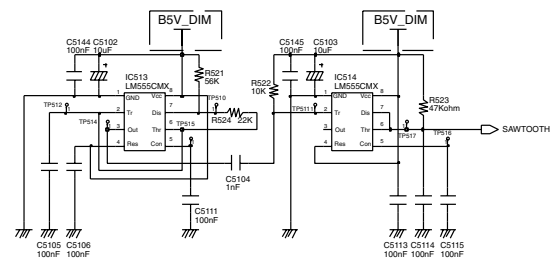 B5V_DIM
B5V_DIM
C5144 C5102
100nF 10uF
IC513
LM555CMX
R521
56K
C5145 C5103
100nF 10uF
IC514
LM555CMX
R522
10K
R523
47Kohm
1 GND Vcc 8
2 Tr Dis 7
3 Out Thr 6
4 Res Con 5
TP512
TP514
TP510
TP515
R524 22K
1 GND Vcc 8
2 Tr Dis 7
3 Out Thr 6
4 Res Con 5
TP511
TP517
TP516
SAWTOOTH
C5104
1nF
C5105
100nF
C5106
100nF
C5111
100nF
C5113
100nF
C5114
100nF
C5115
100nF